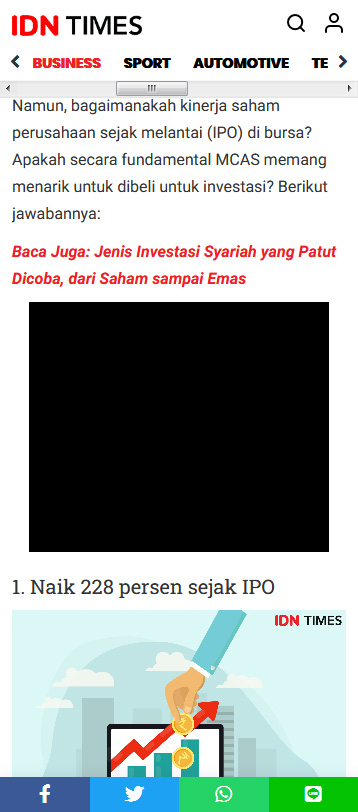 IDN TIMES
BUSINESS SPORT AUTOMOTIVE TE
Namun, bagaimanakah kinerja saham
perusahaan sejak melantai (IPO) di bursa?
Apakah secara fundamental MCAS memang
menarik untuk dibeli untuk investasi? Berikut
jawabannya:
Baca Juga: Jenis Investasi Syariah yang Patut
Dicoba, dari Saham sampai Emas
1. Naik 228 persen sejak IPO
IDN TIMES